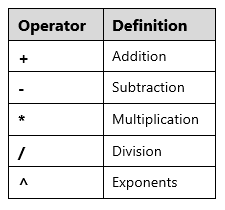 Operator Definition
+ Addition
- Subtraction
* Multiplication
/ Division
^ Exponents